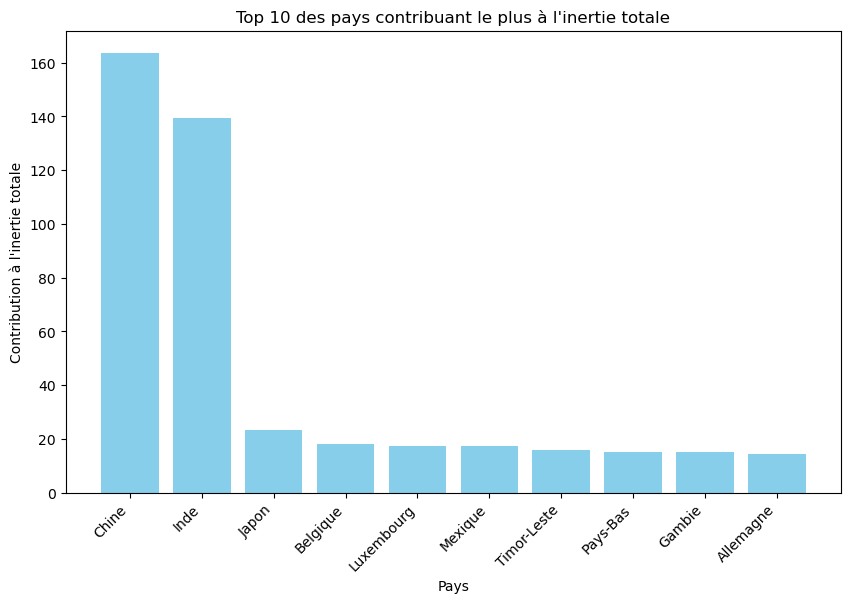 Top 10 des pays contribuant le plus à l'inertie totale
Contribution à l'inertie totale
160
140
120
100
80
60
40
20
0
Chine
Inde
Japon
Belgique
Luxembourg
Mexique
Timor-Leste
Pays-Bas
Gambie
Allemagne
Pays